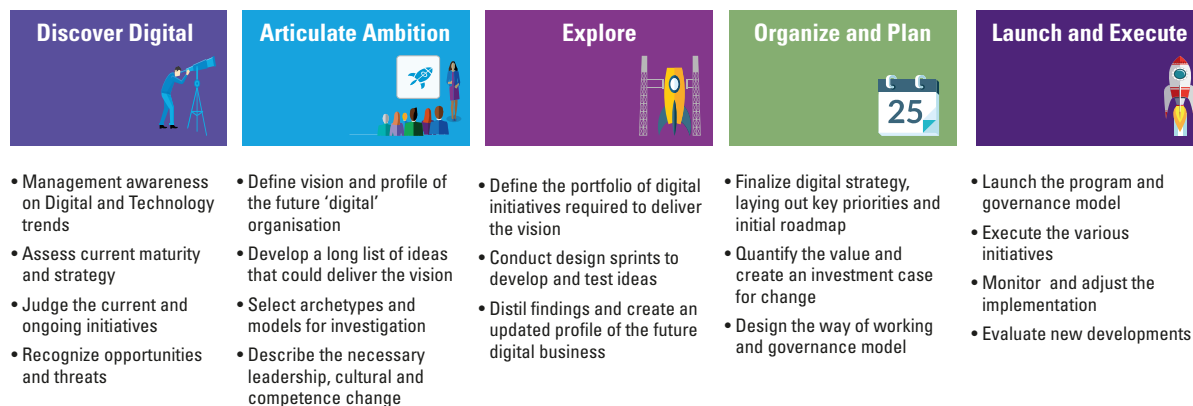 Discover Digital
• Management awareness
on Digital and Technology
trends
• Assess current maturity
and strategy
• Judge the current and
ongoing initiatives
• Recognize opportunities
and threats
Articulate Ambition
• Define vision and profile of
the future ‘digital’
organisation
• Develop a long list of ideas
that could deliver the vision
• Select archetypes and
models for investigation
• Describe the necessary
leadership, cultural and
competence change
Explore
• Define the portfolio of digital
initiatives required to deliver
the vision
• Conduct design sprints to
develop and test ideas
• Distil findings and create an
updated profile of the future
digital business
Organize and Plan
25
• Finalize digital strategy,
laying out key priorities and
initial roadmap
• Quantify the value and
create an investment case
for change
• Design the way of working
and governance model
Launch and Execute
• Launch the program and
governance model
• Execute the various
initiatives
• Monitor and adjust the
implementation
• Evaluate new developments